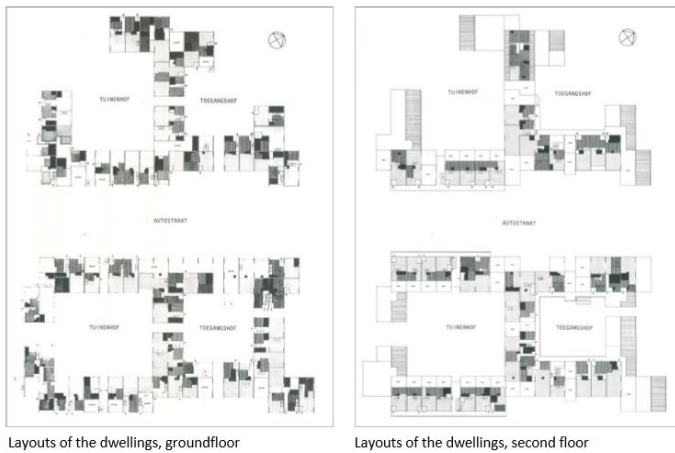 TUINENHOF
TOEGANGSHOF
AUTOSTRAAT
TUINENHOF
TOEGANGSHOF
Layouts of the dwellings, groundfloor
TUINENHOF
TOEGANGSHOF
AUTOSTRAAT
TUINENHOF
TOEGANGSHOF
Layouts of the dwellings, second floor